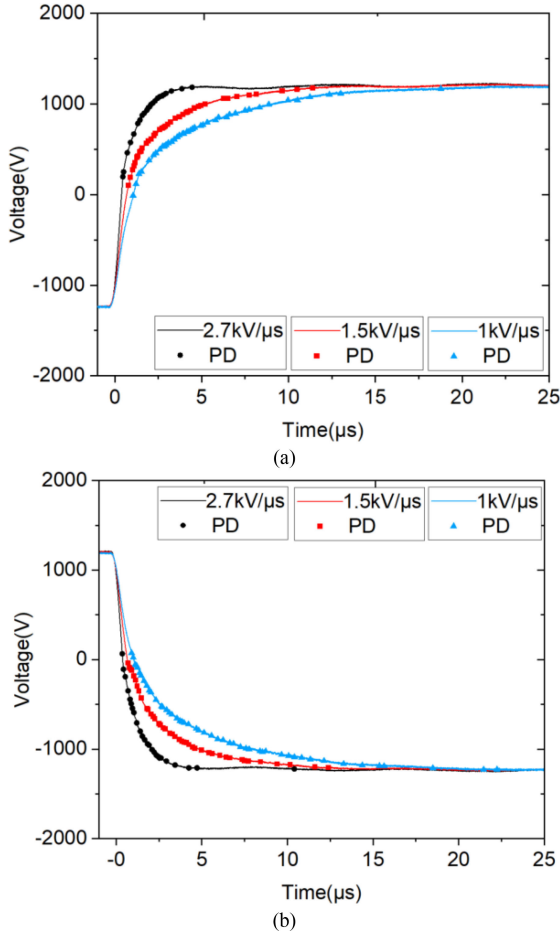 (a)
2000
1000
0
-1000
-2000
Voltage(V)
2.7kV/μs 1.5kV/μs 1kV/μs
PD PD PD
0 5 10 15 20 25
Time(μs)
(a)
2000
1000
0
-1000
-2000
Voltage(V)
2.7kV/μs 1.5kV/μs 1kV/μs
PD PD PD
-0 5 10 15 20 25
Time(μs)
(b)